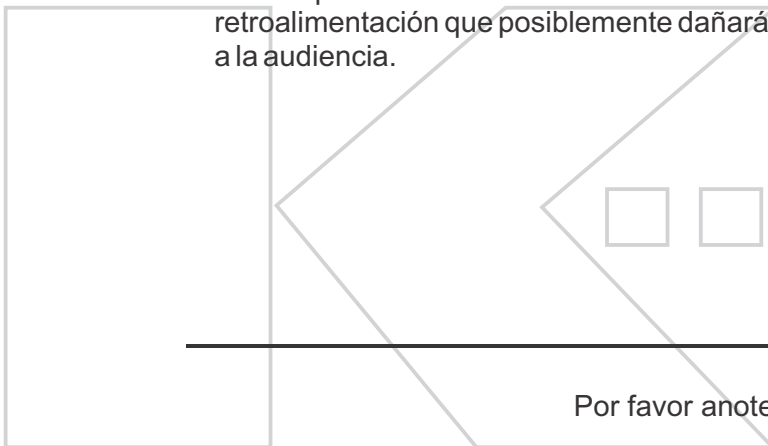 retroalimentación que posiblemente dañará
a la audiencia.
Por favor anote